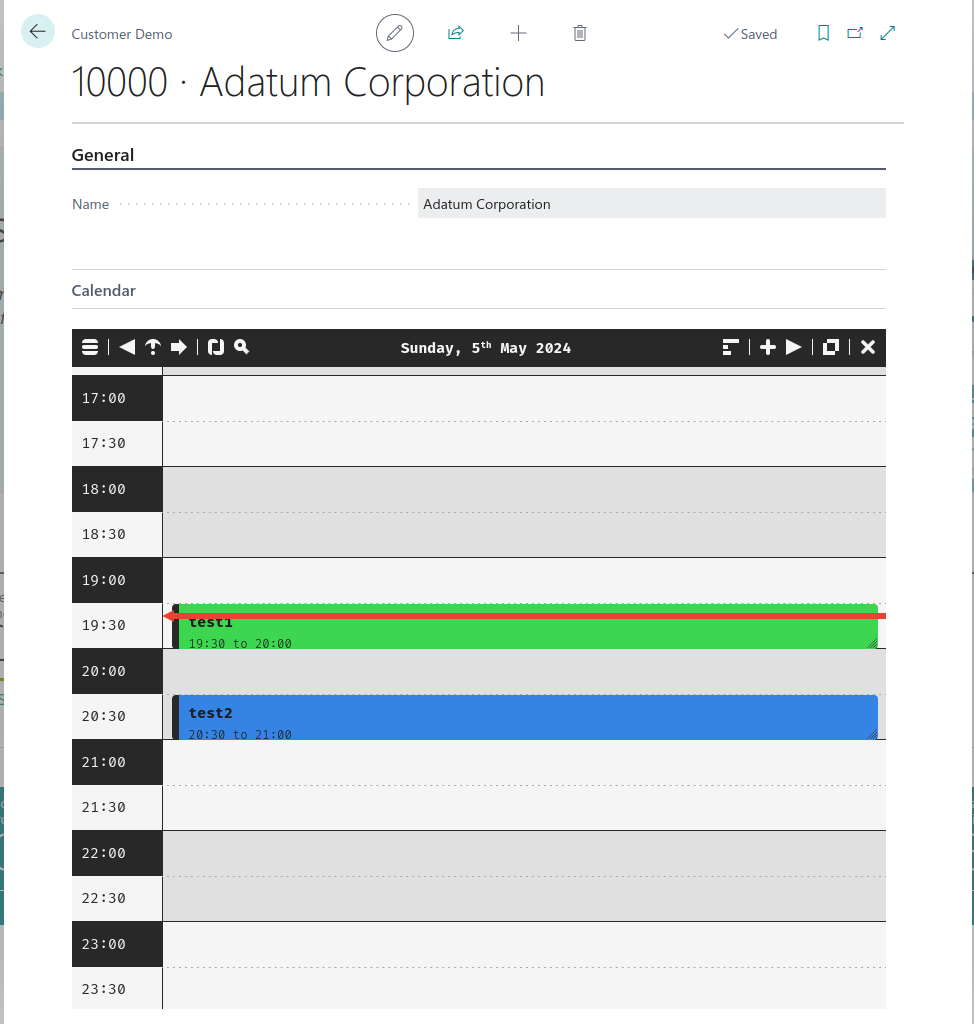 Customer Demo
Saved
10000 · Adatum Corporation
General
Name
Adatum Corporation
Calendar
Sunday, 5th May 2024
17:00
17:30
18:00
18:30
19:00
19:30
test1
19:30 to 20:00
20:00
20:30
test2
20:30 to 21:00
21:00
21:30
22:00
22:30
23:00
23:30